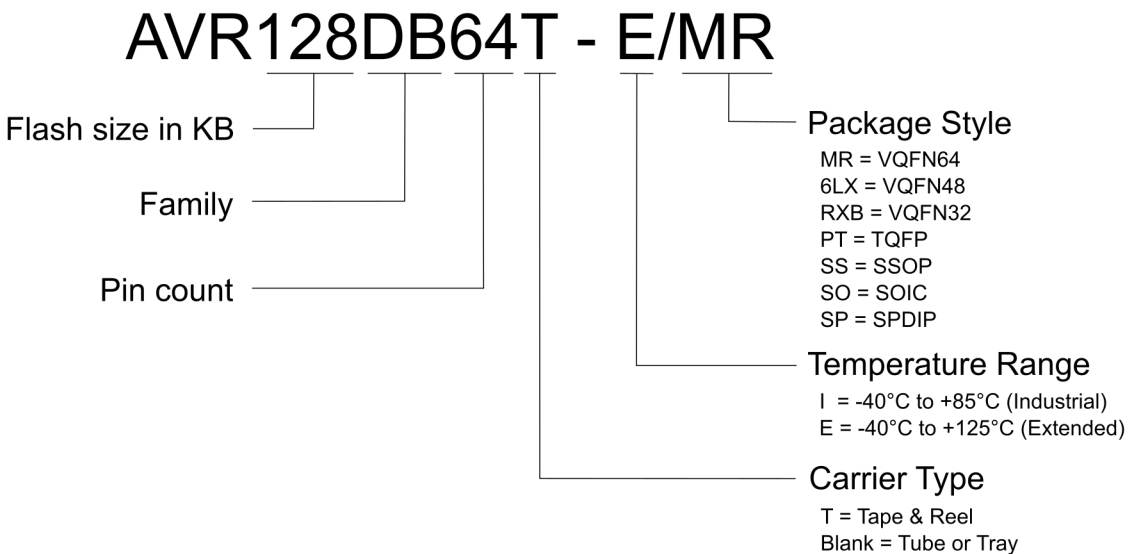 AVR128DB64T - E/MR
Flash size in KB
Family
Pin count
Package Style
MR = VQFN64
6LX = VQFN48
RXB = VQFN32
PT = TQFP
SS = SSOP
SO = SOIC
SP = SPDIP
Temperature Range
I = -40°C to +85°C (Industrial)
E = -40°C to +125°C (Extended)
Carrier Type
T = Tape & Reel
Blank = Tube or Tray